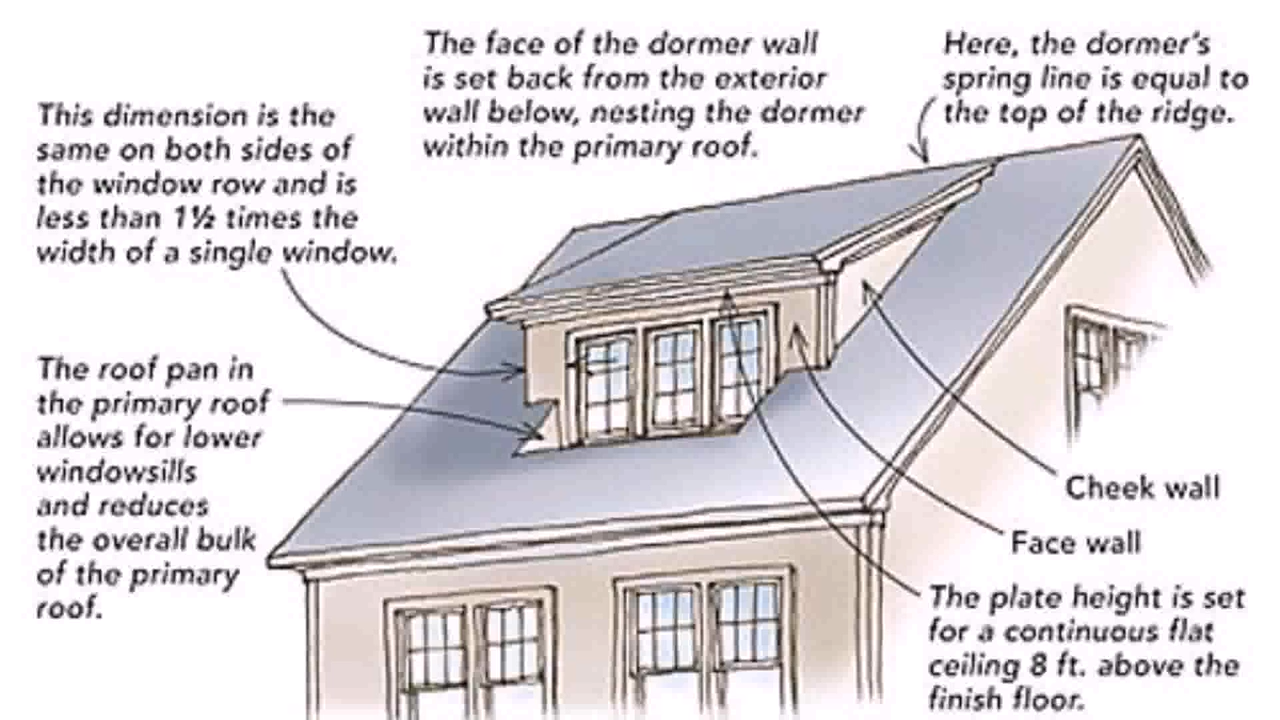 The face of the dormer wall
is set back from the exterior
wall below, nesting the dormer
within the primary roof.
Here, the dormer's
spring line is equal to
the top of the ridge.
This dimension is the
same on both sides of
the window row and is
less than 1½ times the
width of a single window.
The roof pan in
the primary roof
allows for lower
windowsills
and reduces
the overall bulk
of the primary
roof.
Cheek wall
Face wall
The plate height is set
for a continuous flat
ceiling 8 ft. above the
finish floor.